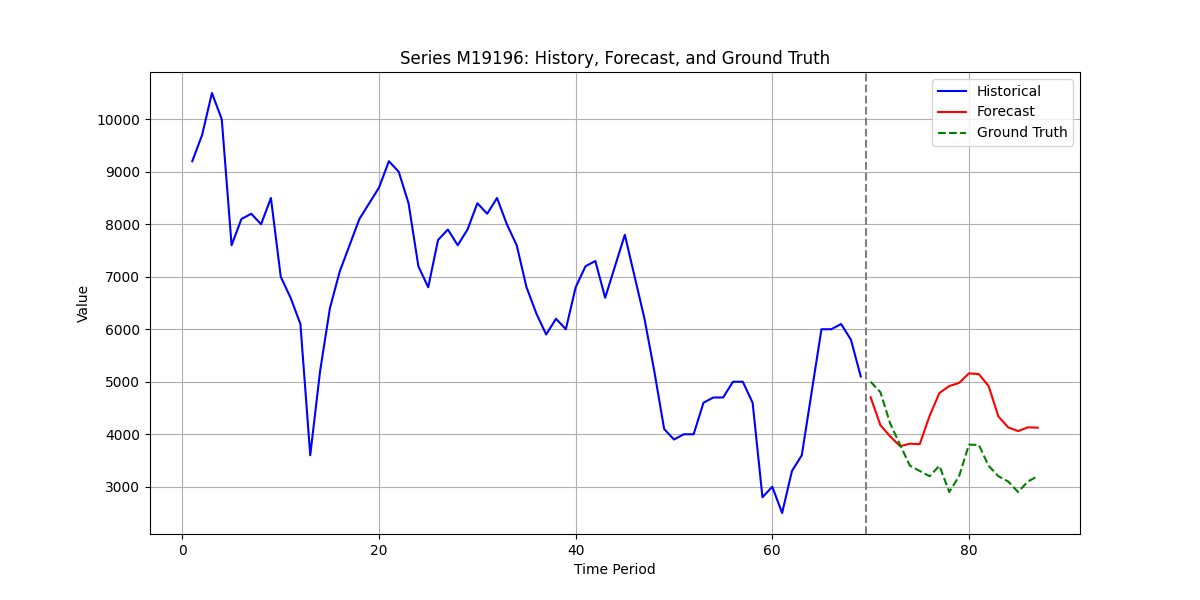 Series M19196: History, Forecast, and Ground Truth
Historical
Forecast
Ground Truth
10000
9000
8000
7000
6000
5000
4000
3000
Value
0 20 40 60 80
Time Period